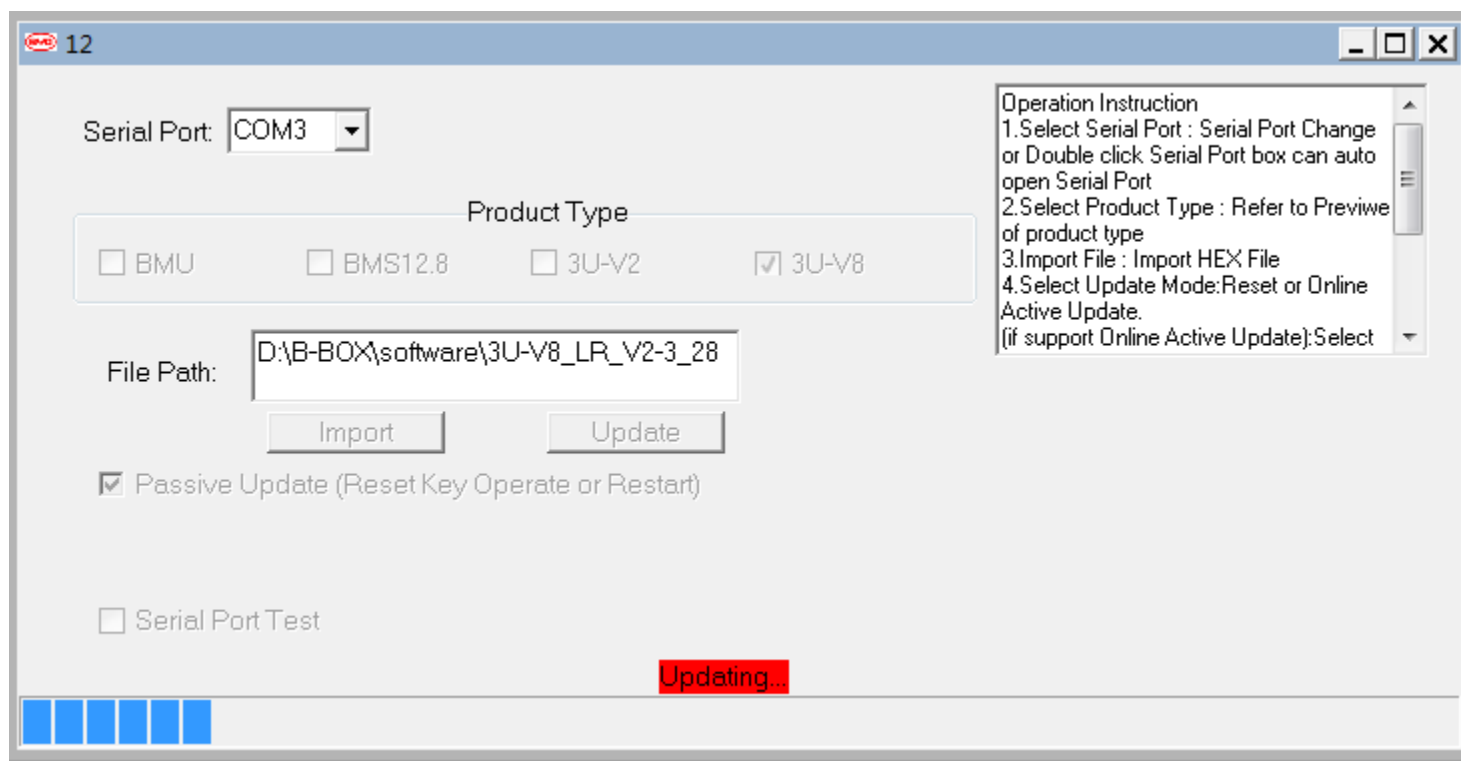 BYD 12
Serial Port: COM3
Product Type
BMU BMS12.8 3U-V2 3U-V8
File Path: D:\B-BOX\software\3U-V8_LR_V2-3_28
Import Update
Passive Update (Reset Key Operate or Restart)
Serial Port Test
Updating...
Operation Instruction
1.Select Serial Port : Serial Port Change
or Double click Serial Port box can auto
open Serial Port
2.Select Product Type : Refer to Previwe
of product type
3.Import File : Import HEX File
4.Select Update Mode:Reset or Online
Active Update.
(if support Online Active Update):Select